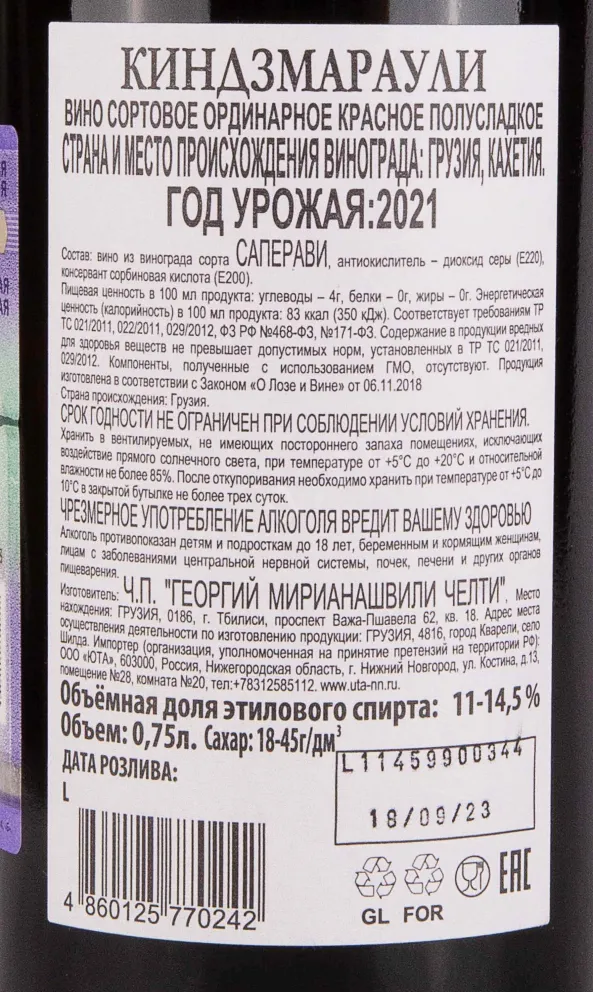 КИНДЗМАРАУЛИ
ВИНО СОРТОВОЕ ОРДИНАРНОЕ КРАСНОЕ ПОЛУСЛАДКОЕ
СТРАНА И МЕСТО ПРОИСХОЖДЕНИЯ ВИНОГРАДА: ГРУЗИЯ, КАХЕТИЯ.
ГОД УРОЖАЯ:2021
Состав: вино из винограда сорта САПЕРАВИ, антиокислитель – диоксид серы (Е220),
консервант сорбиновая кислота (Е200).
Пищевая ценность в 100 мл продукта: углеводы – 4г, белки – 0г, жиры – 0г. Энергетическая
ценность (калорийность) в 100 мл продукта: 83 ккал (350 кДж). Соответствует требованиям ТР
ТС 021/2011, 022/2011, 029/2012, ФЗ РФ №468-ФЗ, №171-ФЗ. Содержание в продукции вредных
для здоровья веществ не превышает допустимых норм, установленных в ТР ТС 021/2011,
029/2012. Компоненты, полученные с использованием ГМО, отсутствуют. Продукция
изготовлена в соответствии с Законом «О Лозе и Вине» от 06.11.2018
Страна происхождения: Грузия.
СРОК ГОДНОСТИ НЕ ОГРАНИЧЕН ПРИ СОБЛЮДЕНИИ УСЛОВИЙ ХРАНЕНИЯ.
Хранить в вентилируемых, не имеющих постороннего запаха помещениях, исключающих
воздействие прямого солнечного света, при температуре от +5°С до +20°С и относительной
влажности не более 85%. После откупоривания необходимо хранить при температуре от +5°С до
10°С в закрытой бутылке не более трех суток.
ЧРЕЗМЕРНОЕ УПОТРЕБЛЕНИЕ АЛКОГОЛЯ ВРЕДИТ ВАШЕМУ ЗДОРОВЬЮ
Алкоголь противопоказан детям и подросткам до 18 лет, беременным и кормящим женщинам,
лицам с заболеваниями центральной нервной системы, почек, печени и других органов
пищеварения.
Изготовитель: Ч.П. "ГЕОРГИЙ МИРИАНАШВИЛИ ЧЕЛТИ". Место
нахождения: ГРУЗИЯ, 0186, г. Тбилиси, проспект Важа-Пшавела 62, кв. 18. Адрес места
осуществления деятельности по изготовлению продукции: ГРУЗИЯ, 4816, город Кварели, село
Шилда. Импортер (организация, уполномоченная на принятие претензий на территории РФ):
ООО «ЮТА», 603000, Россия, Нижегородская область, г. Нижний Новгород, ул. Костина, д.13,
помещение №28, комната №20, тел:+78312585112. www.uta-nn.ru.
Объёмная доля этилового спирта: 11-14,5 %
Объем: 0,75л. Сахар: 18-45г/дм³
ДАТА РОЗЛИВА:
L
L11459900344
18/09/23
4 860125 770242
GL FOR
ЕАС